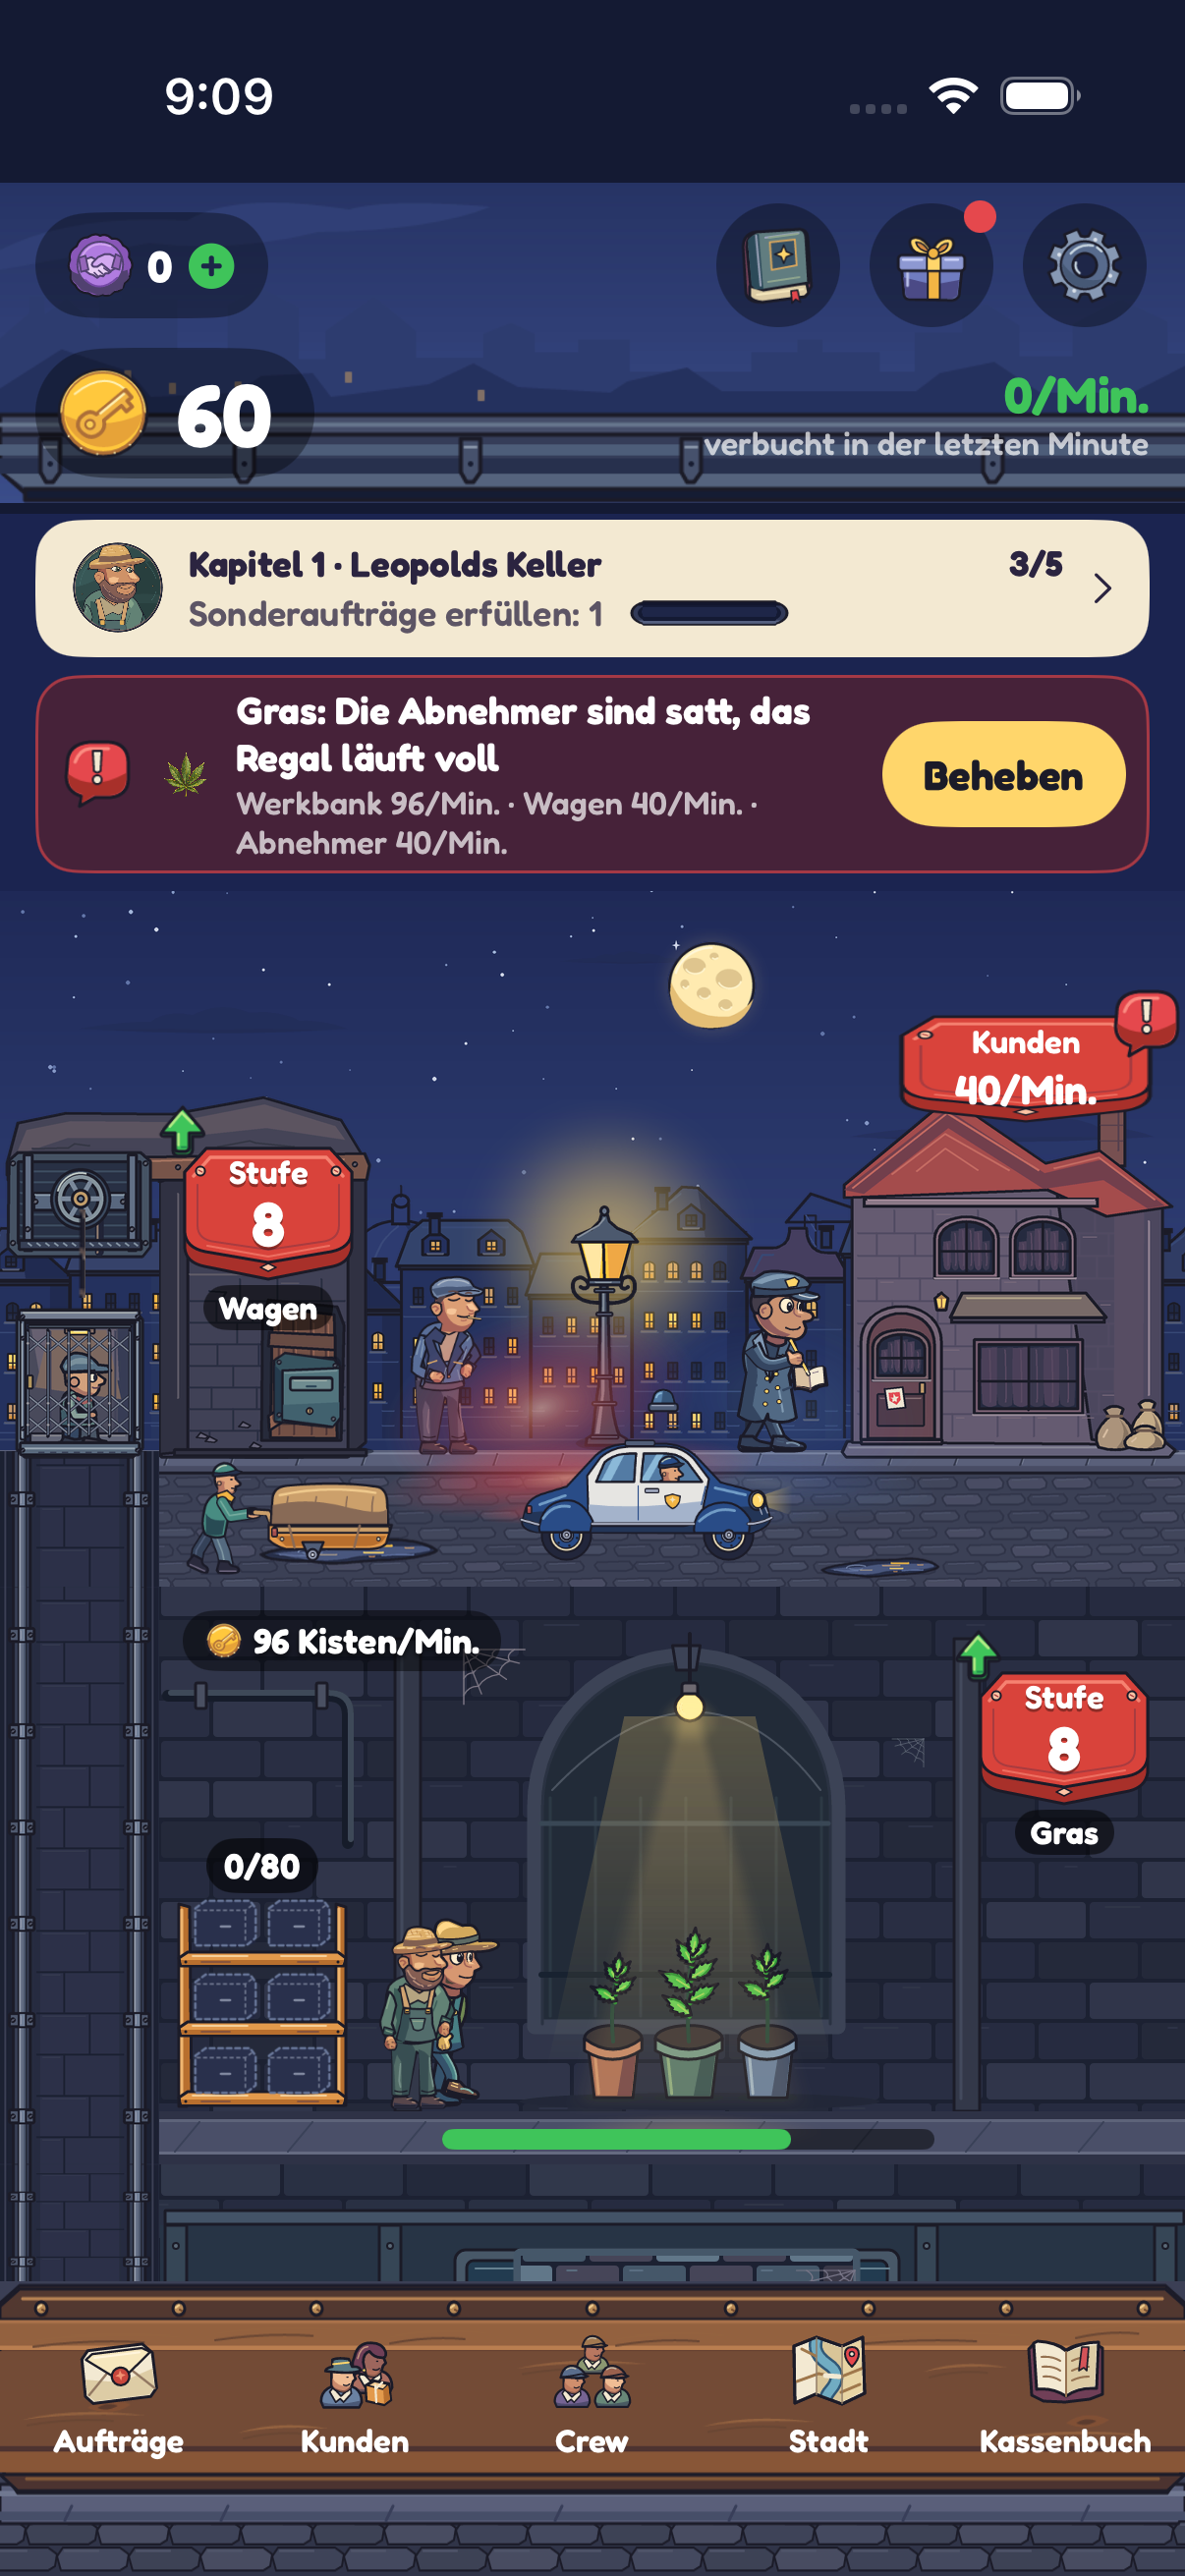 9:09
0
60
0/Min.
verbucht in der letzten Minute
Kapitel 1 · Leopolds Keller
3/5
Sonderaufträge erfüllen: 1
Gras: Die Abnehmer sind satt, das
Regal läuft voll
Werkbank 96/Min. · Wagen 40/Min. ·
Abnehmer 40/Min.
Beheben
Kunden
40/Min.
Stufe
8
Wagen
96 Kisten/Min.
Stufe
8
Gras
0/80
Aufträge
Kunden
Crew
Stadt
Kassenbuch